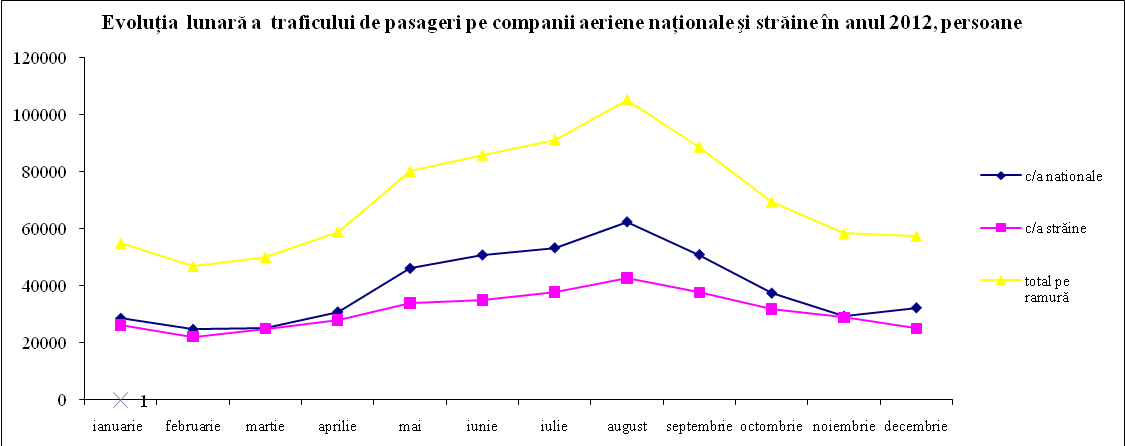 Evoluția lunară a traficului de pasageri pe companii aeriene naționale și străine în anul 2012, persoane
120000
100000
80000
60000
40000
20000
0
1
ianuarie februarie martie aprilie mai iunie iulie august septembrie octombrie noiembrie decembrie
c/a nationale
c/a străine
total pe
ramură